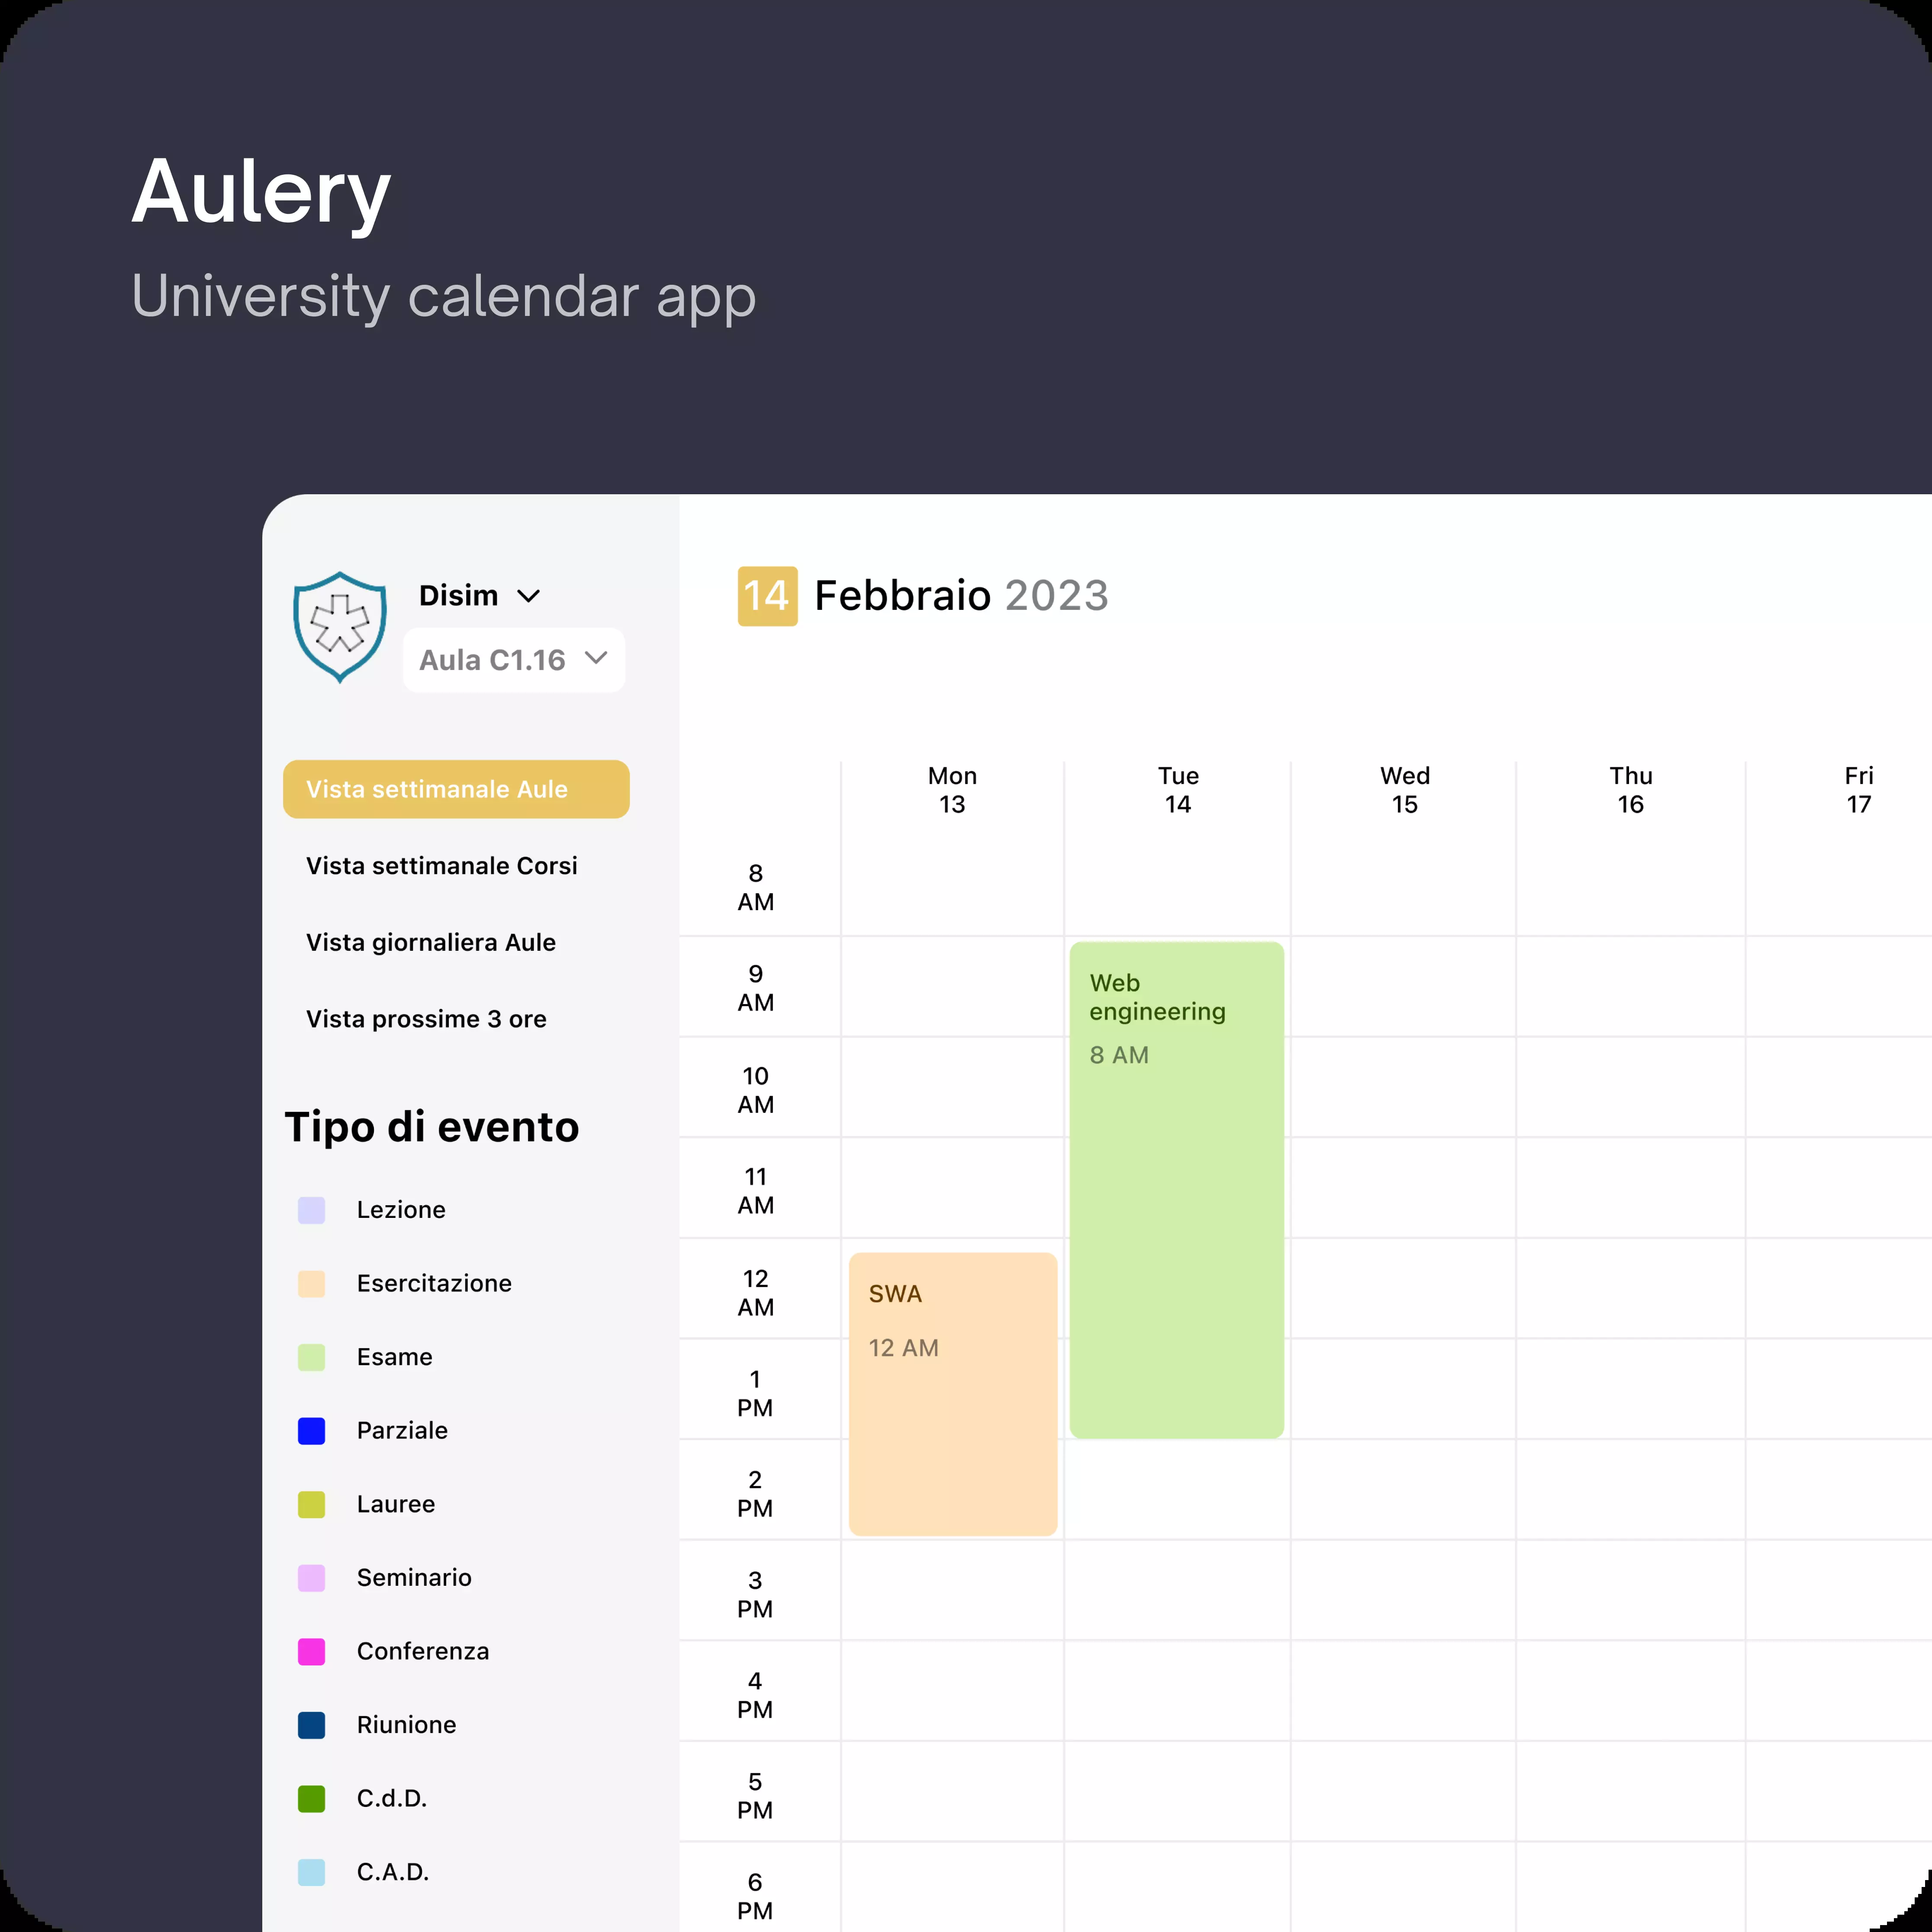 Aulery
University calendar app
Disim
Aula C1.16
Vista settimanale Aule
Vista settimanale Corsi
Vista giornaliera Aule
Vista prossime 3 ore
Tipo di evento
Lezione
Esercitazione
Esame
Parziale
Lauree
Seminario
Conferenza
Riunione
C.d.D.
C.A.D.
14 Febbraio 2023
Mon Tue Wed Thu Fri
13 14 15 16 17
8
AM
9
AM
10
AM
11
AM
12
AM
1
PM
2
PM
3
PM
4
PM
5
PM
6
PM
SWA
12 AM
Web
engineering
8 AM